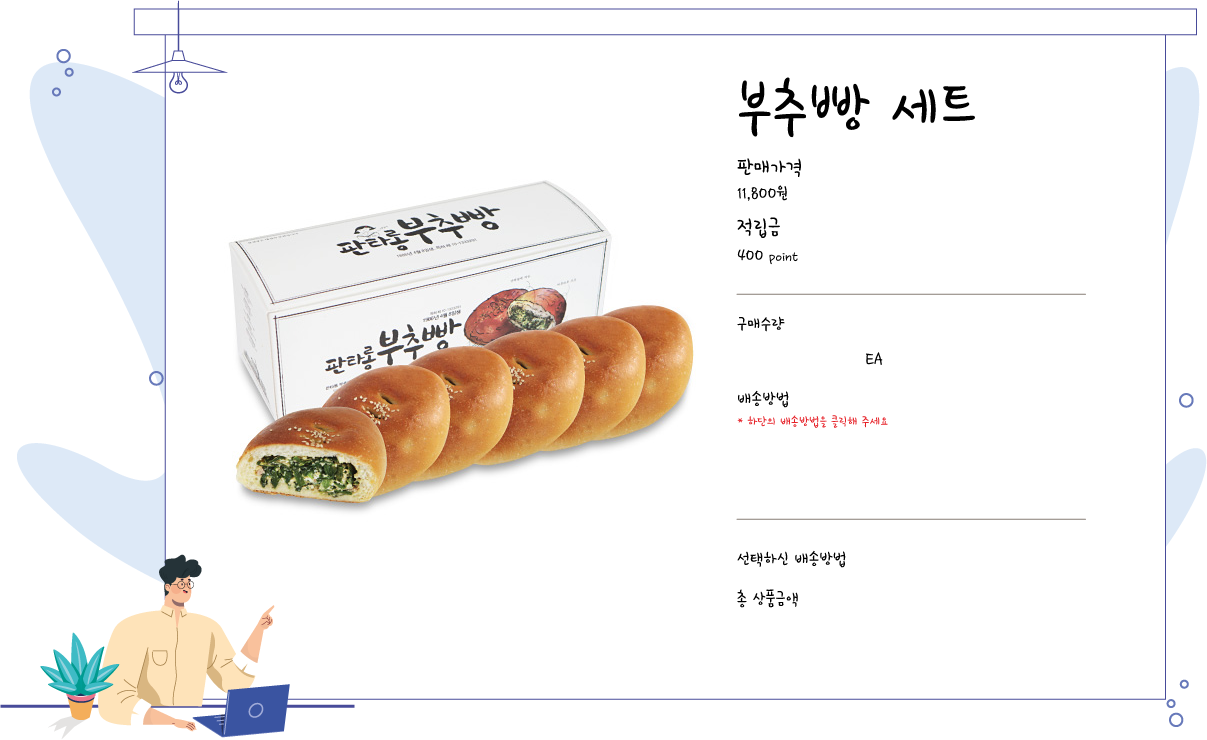 부추빵 세트
판매가격
11,800원
적립금
400 point
판타롱 부추빵
구매수량
판타롱 부추빵
EA
배송방법
* 하단의 배송방법을 클릭해 주세요
선택하신 배송방법
총 상품금액